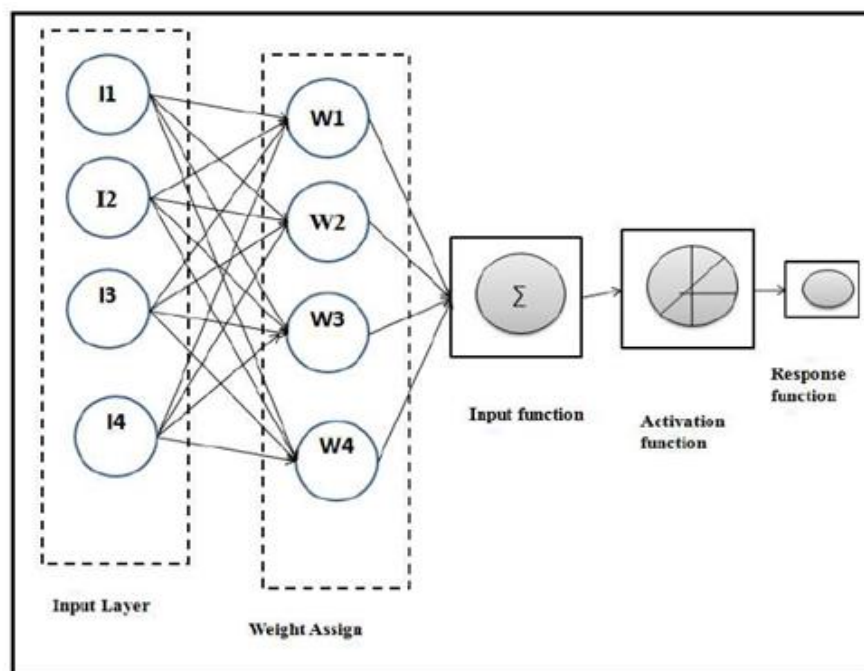 I1
I2
I3
I4
Input Layer
W1
W2
W3
W4
Weight Assign
Σ
Input function
Activation
function
Response
function